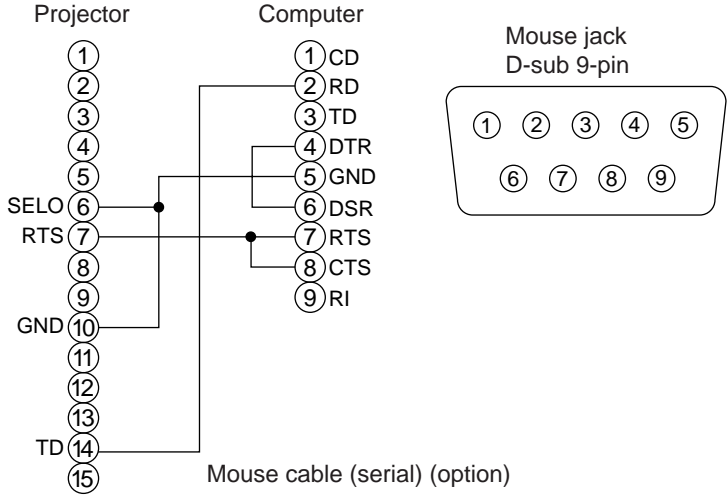 Projector
Computer
1
2
3
4
5
SELO 6
RTS 7
8
9
GND 10
11
12
13
TD 14
15
1 CD
2 RD
3 TD
4 DTR
5 GND
6 DSR
7 RTS
8 CTS
9 RI
Mouse jack
D-sub 9-pin
1 2 3 4 5
6 7 8 9
Mouse cable (serial) (option)